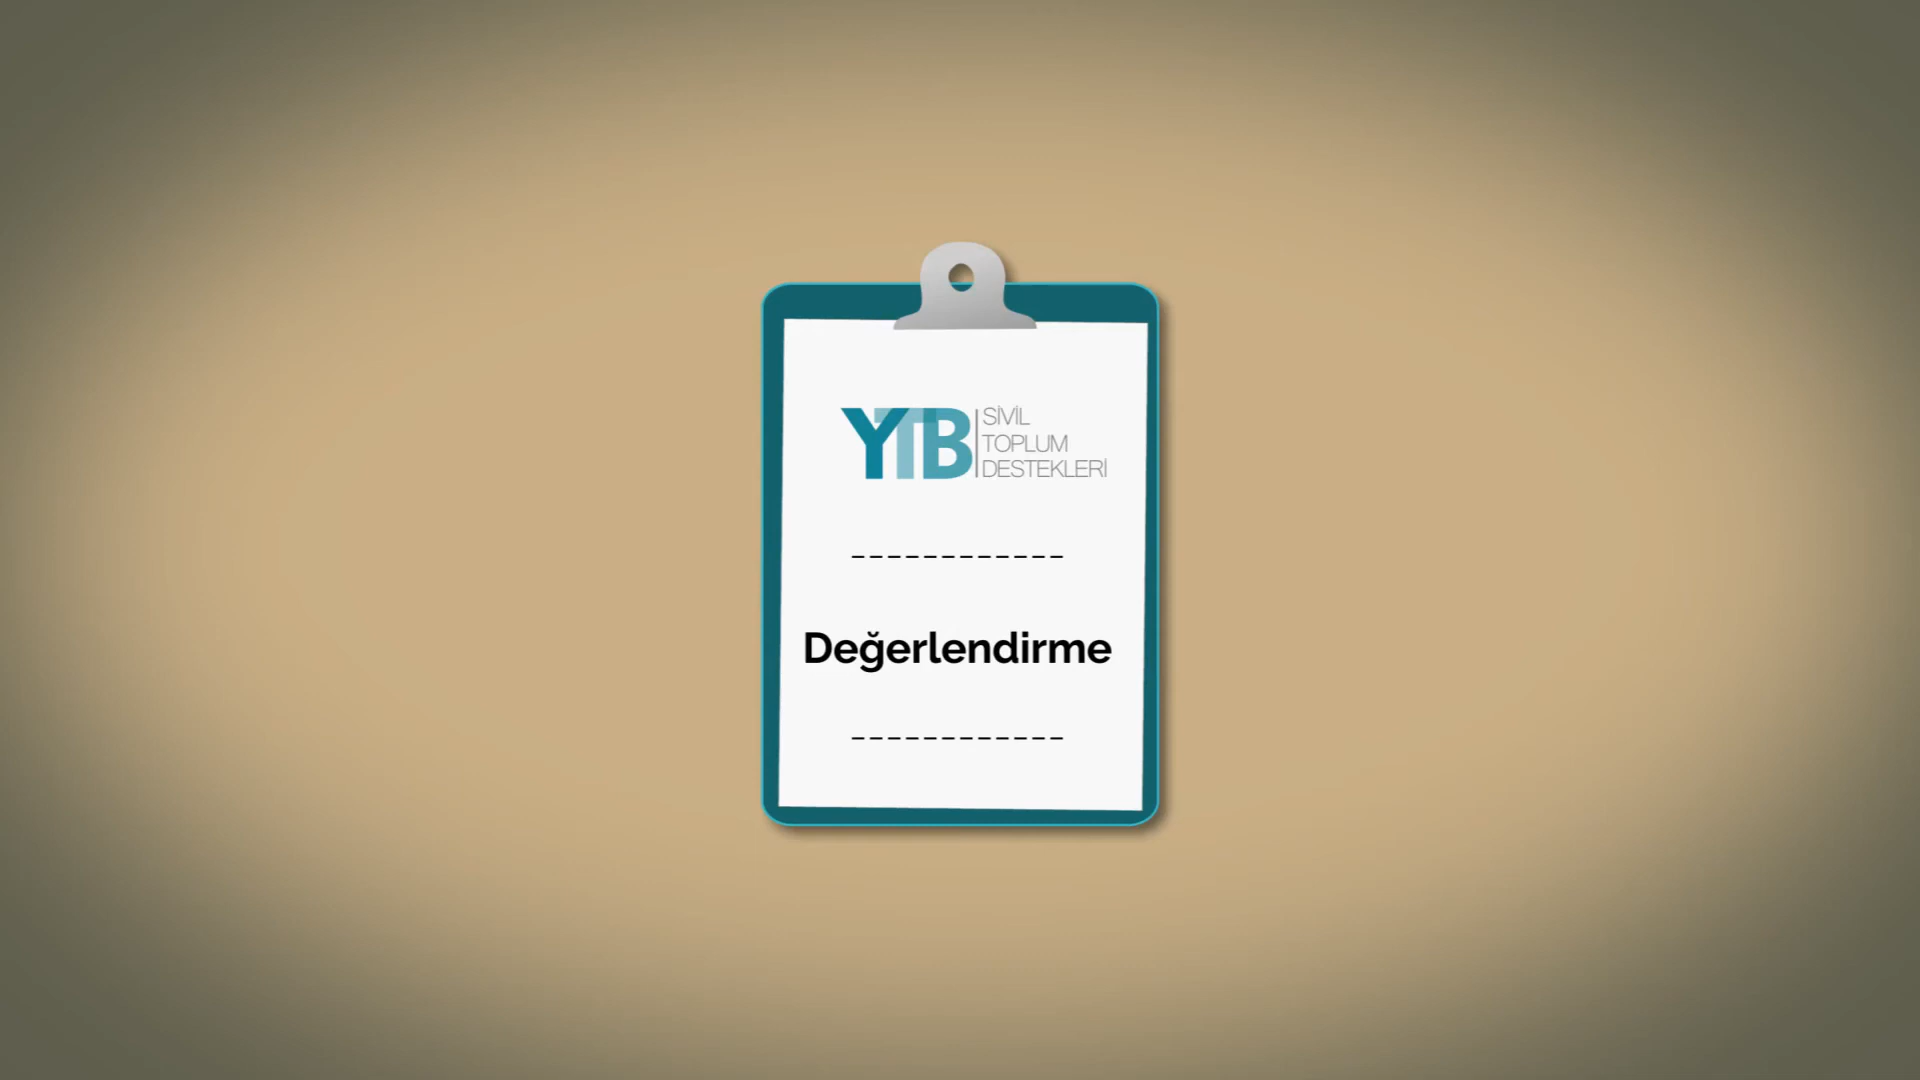 YTB
SİVİL
TOPLUM
DESTEKLERİ
------------
Değerlendirme
------------